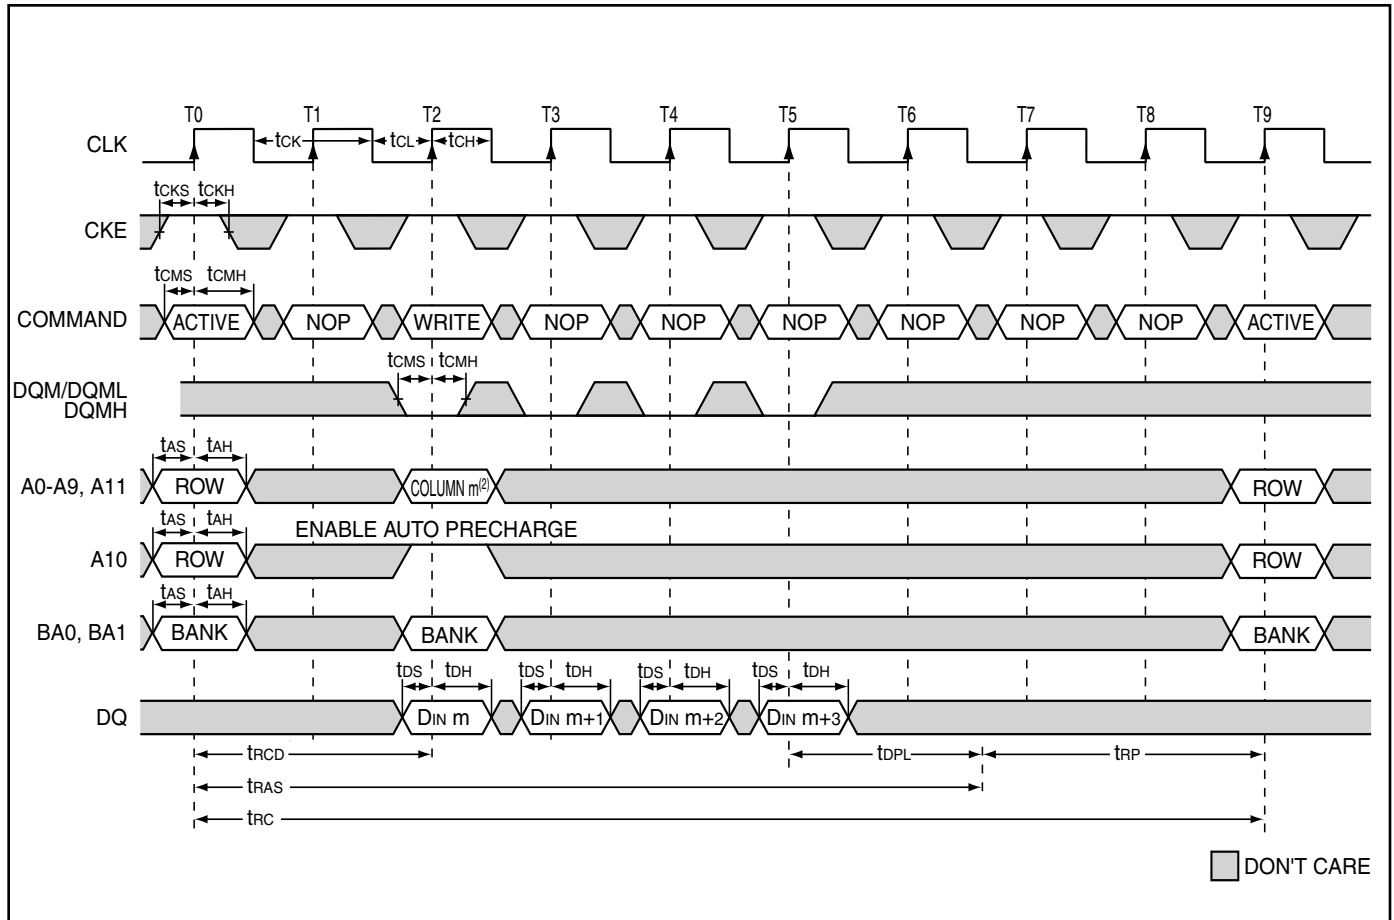 T0 T1 T2 T3 T4 T5 T6 T7 T8 T9
CLK tCK tCL tCH
tCKS tCKH
CKE
tCMS tCMH
COMMAND ACTIVE NOP WRITE NOP NOP NOP NOP NOP NOP ACTIVE
tCMS tCMH
DQM/DQML
DQMH
tAS tAH
A0-A9, A11 ROW COLUMN m(2) ROW
tAS tAH ENABLE AUTO PRECHARGE
A10 ROW ROW
tAS tAH
BA0, BA1 BANK BANK BANK
tDS tDH tDS tDH tDS tDH tDS tDH
DQ DIN m DIN m+1 DIN m+2 DIN m+3
tRCD tDPL tRP
tRAS
tRC
DON'T CARE